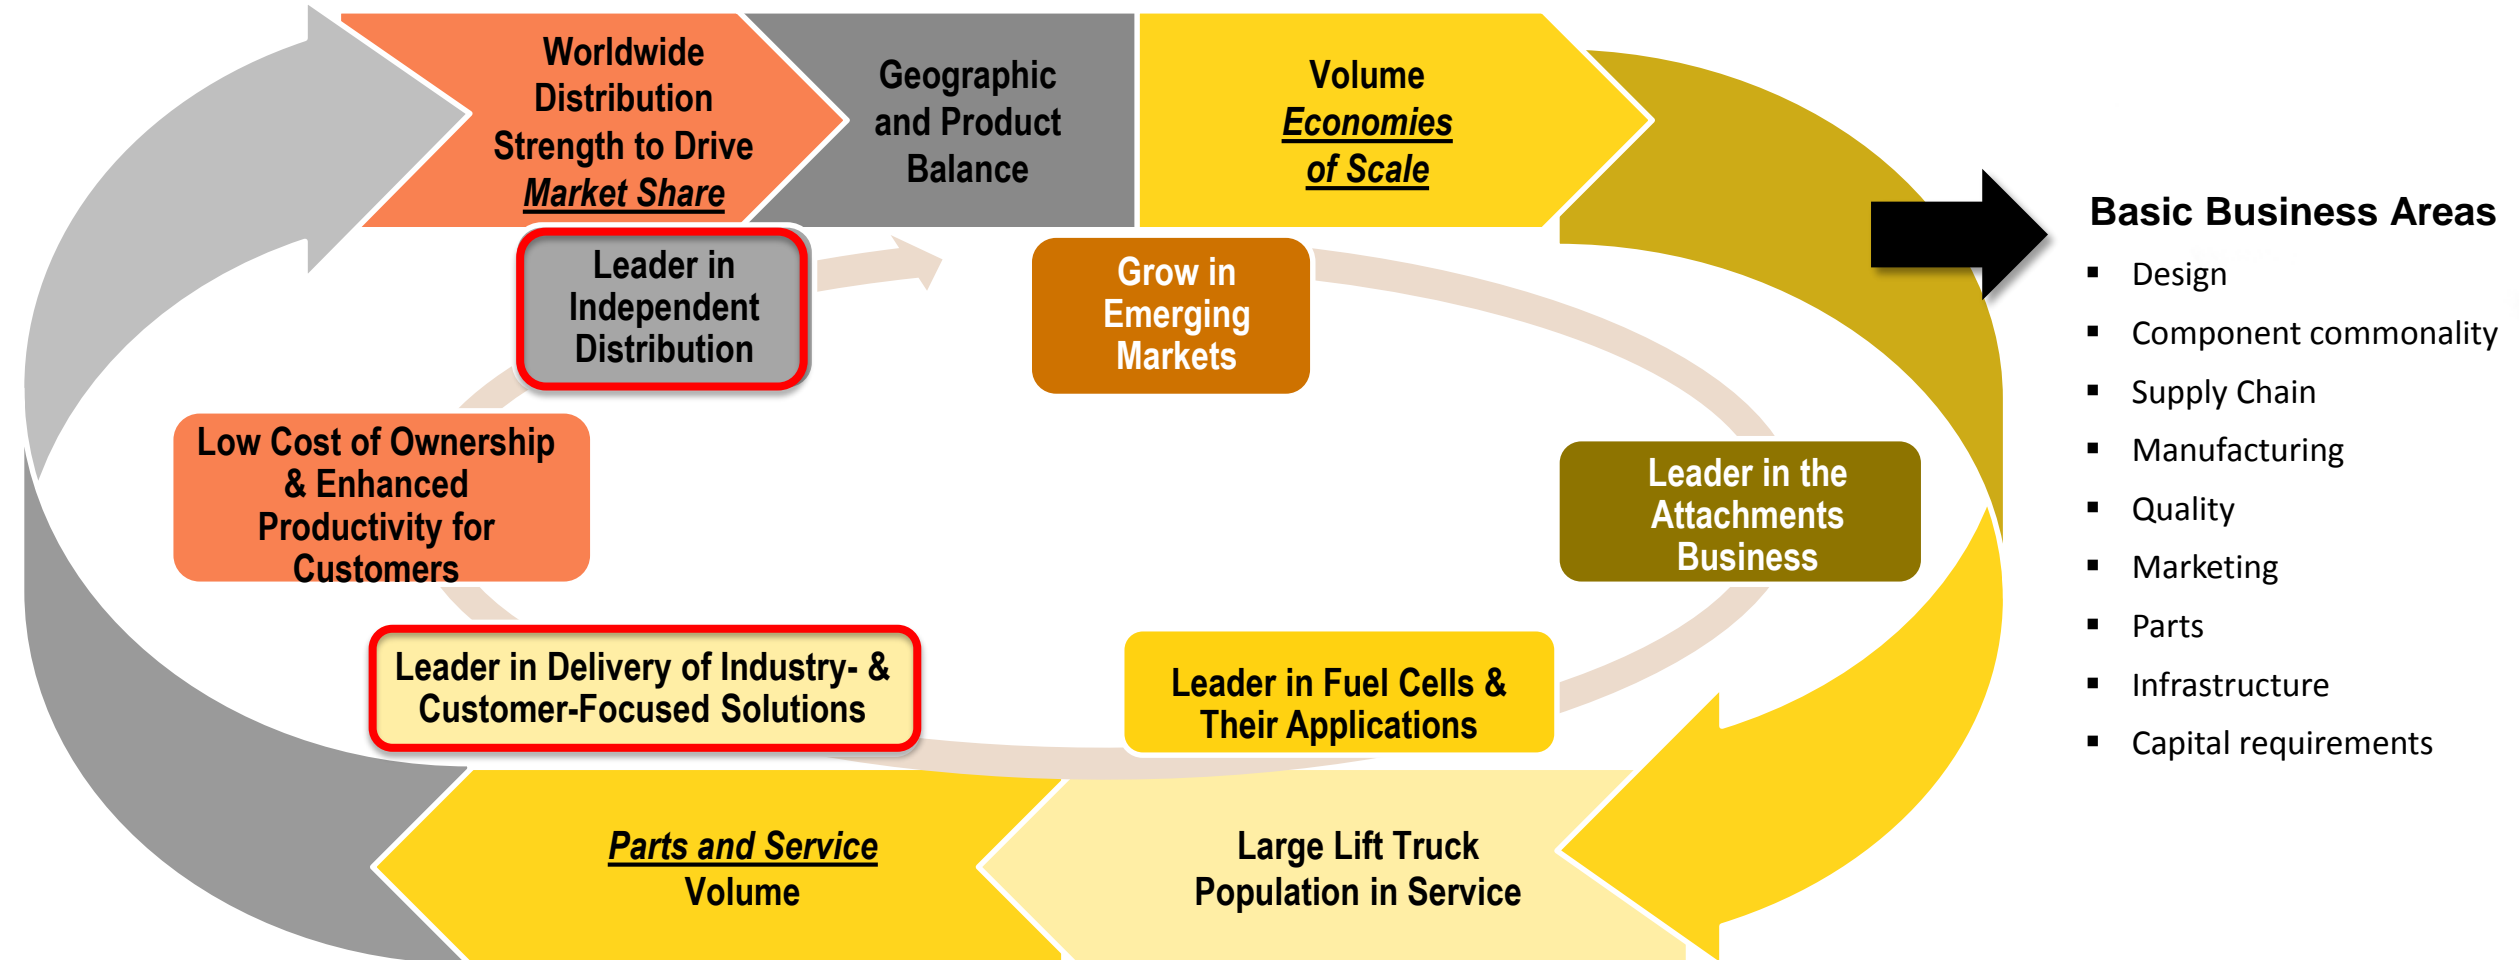 Worldwide
Distribution
Strength to Drive
Market Share
Geographic
and Product
Balance
Volume
Economies
of Scale
Leader in
Independent
Distribution
Grow in
Emerging
Markets
Low Cost of Ownership
& Enhanced
Productivity for
Customers
Leader in the
Attachments
Business
Leader in Delivery of Industry- &
Customer-Focused Solutions
Leader in Fuel Cells &
Their Applications
Parts and Service
Volume
Large Lift Truck
Population in Service
Basic Business Areas
▪ Design
▪ Component commonality
▪ Supply Chain
▪ Manufacturing
▪ Quality
▪ Marketing
▪ Parts
▪ Infrastructure
▪ Capital requirements